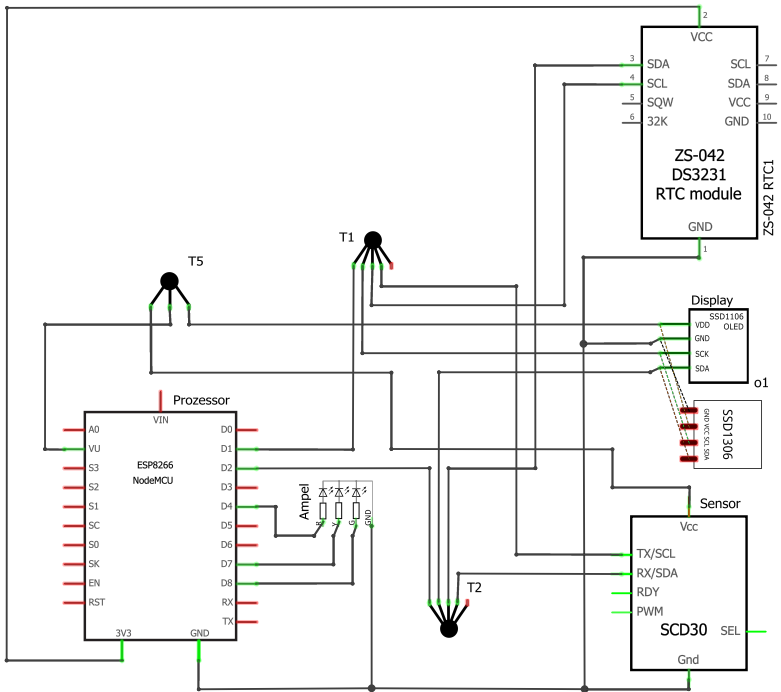 2
VCC
3 SDA SCL 7
4 SCL SDA 8
5 SQW VCC 9
6 32K GND 10
ZS-042
DS3231
RTC module
ZS-042 RTC1
GND
1
T1
T5
Display
SSD1106
OLED
VDD
GND
SCK
SDA
o1
GND VCC SCL SDA
SSD1306
Prozessor
VIN
A0 D0
VU D1
S3 D2
S2 D3
S1 D4
SC D5
S0 D6
SK D7
EN D8
RST RX
TX
ESP8266
NodeMCU
3V3 GND
Ampel
R Y G GND
T2
Sensor
Vcc
TX/SCL
RX/SDA
RDY
PWM
SCD30 SEL
Gnd